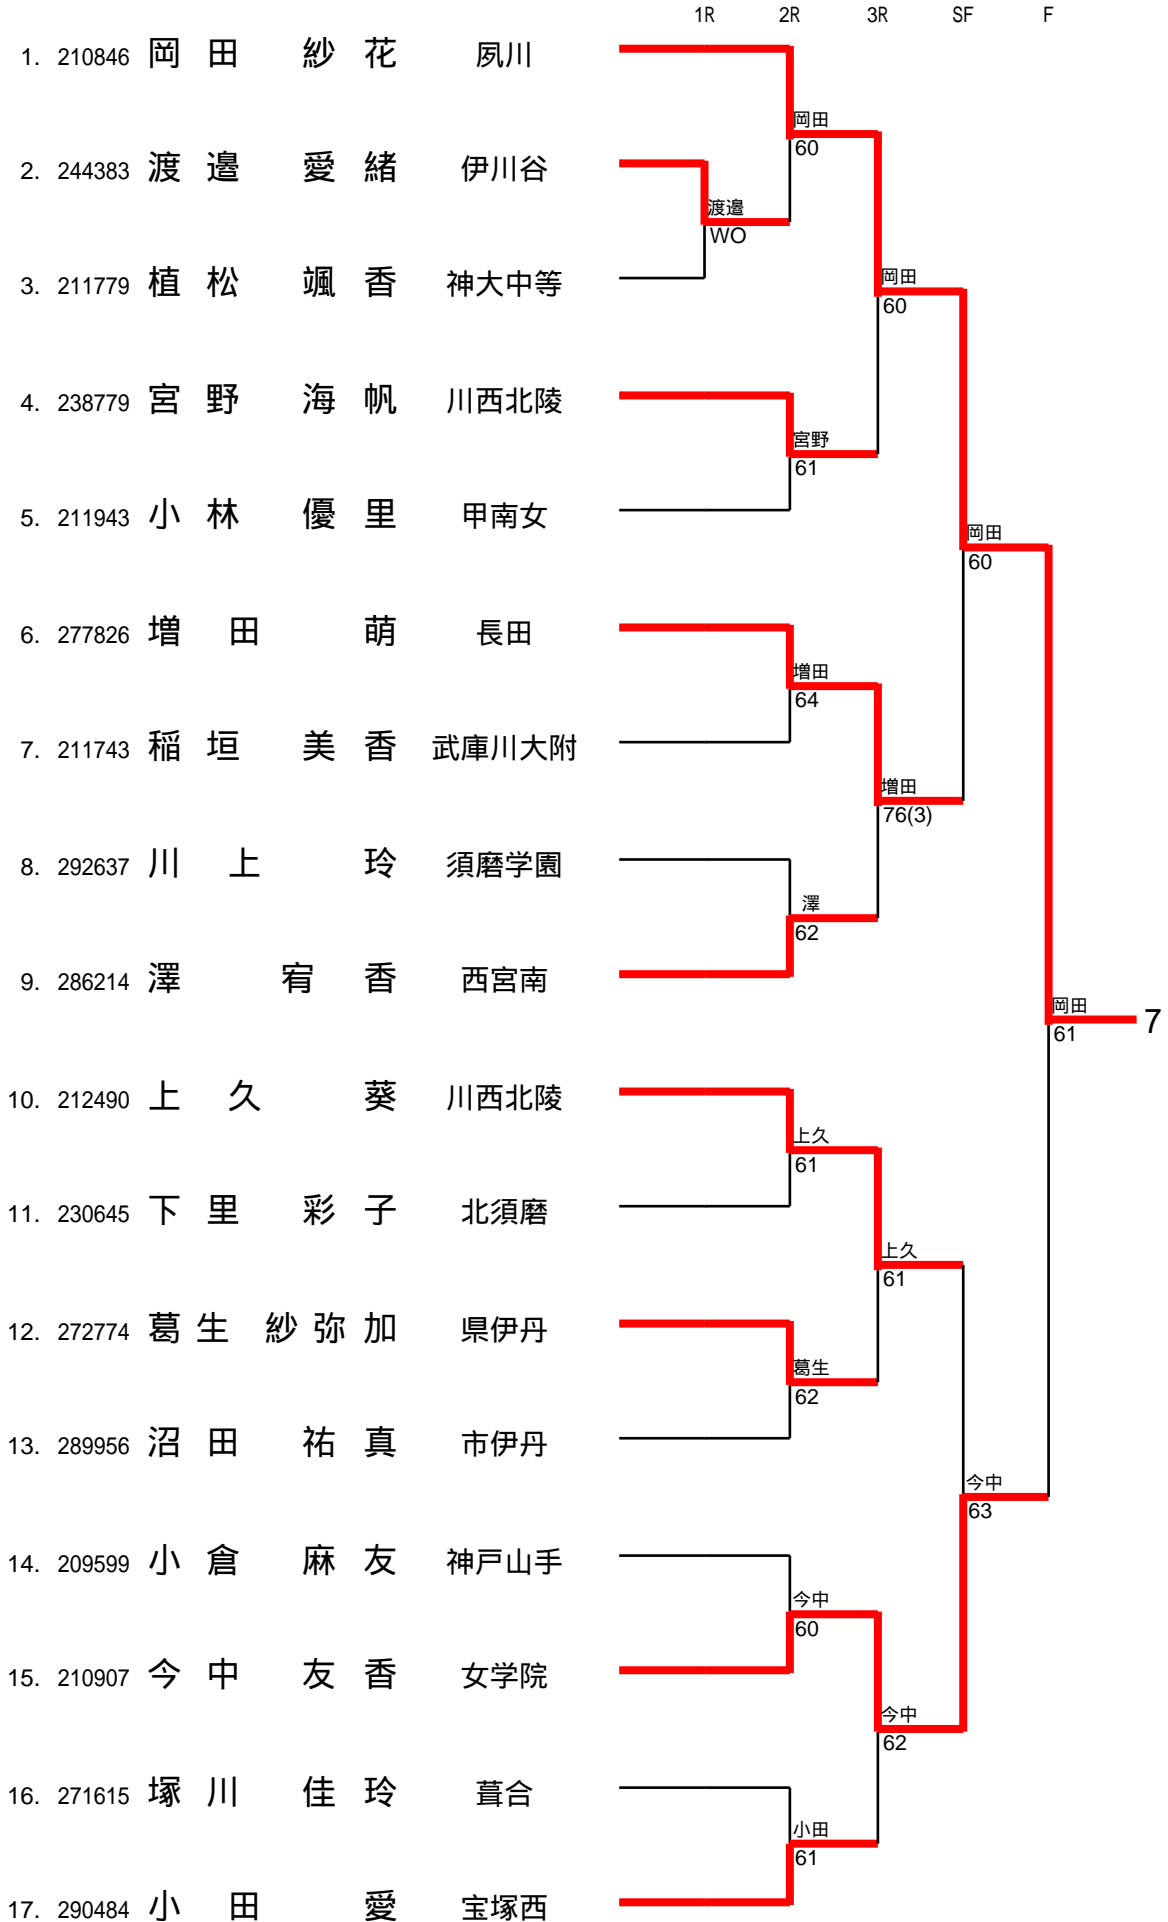 1R 2R 3R SF F
1. 210846 岡田 紗花 夙川
岡田
60
2. 244383 渡邉 愛緒 伊川谷
渡邉
WO
3. 211779 植松 颯香 神大中等
岡田
60
4. 238779 宮野 海帆 川西北陵
宮野
61
5. 211943 小林 優里 甲南女
岡田
60
6. 277826 増田 萌 長田
増田
64
7. 211743 稲垣 美香 武庫川大附
増田
76(3)
8. 292637 川上 玲 須磨学園
澤
62
9. 286214 澤 宥香 西宮南
岡田
61
7
10. 212490 上久 葵 川西北陵
上久
61
11. 230645 下里 彩子 北須磨
上久
61
12. 272774 葛生 紗弥加 県伊丹
葛生
62
13. 289956 沼田 祐真 市伊丹
今中
63
14. 209599 小倉 麻友 神戸山手
今中
60
15. 210907 今中 友香 女学院
今中
62
16. 271615 塚川 佳玲 葺合
小田
61
17. 290484 小田 愛 宝塚西